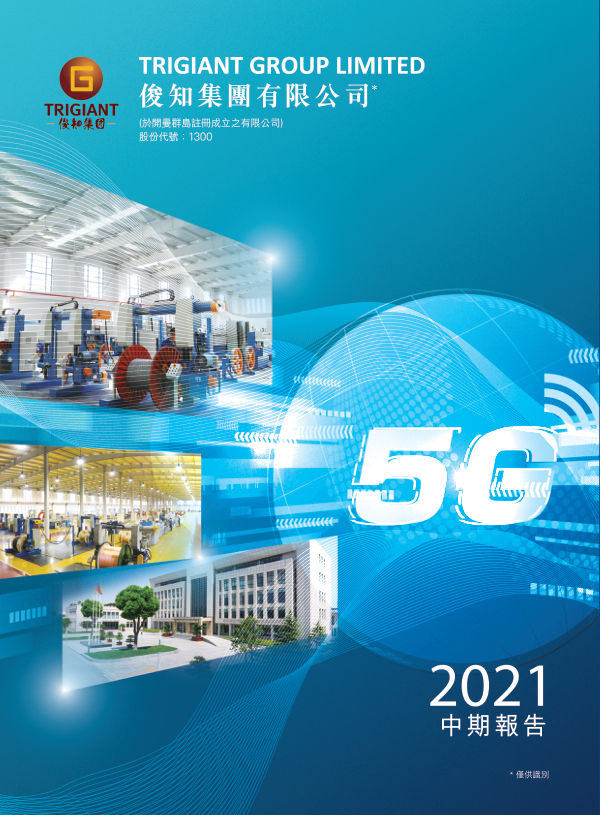 TRIGIANT GROUP LIMITED
俊知集團有限公司*
(於開曼群島註冊成立之有限公司)
股份代號：1300
G
TRIGIANT
俊知集团
5G
2021
中期報告
* 僅供識別